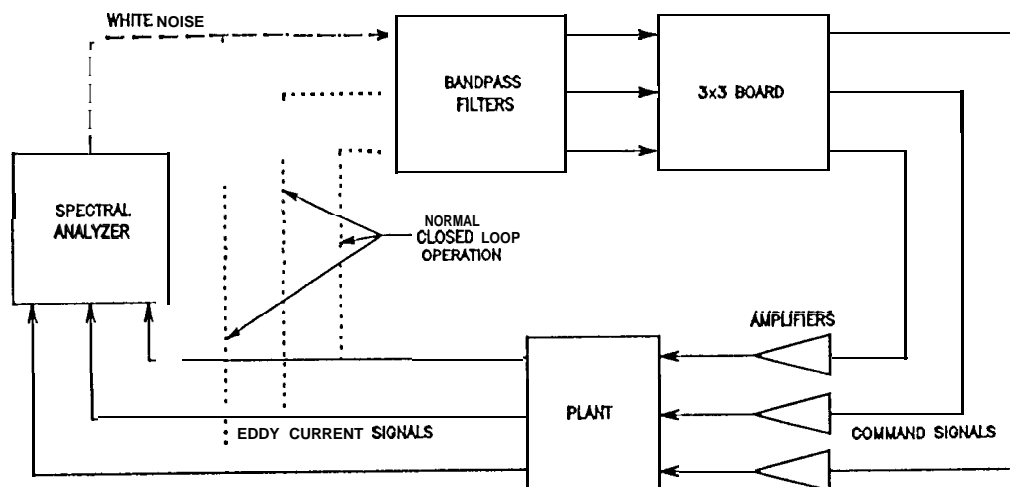 WHITE NOISE
BANDPASS
FILTERS
3x3 BOARD
SPECTRAL
ANALYZER
NORMAL
CLOSED LOOP
OPERATION
AMPLIFIERS
PLANT
EDDY CURRENT SIGNALS
COMMAND SIGNALS